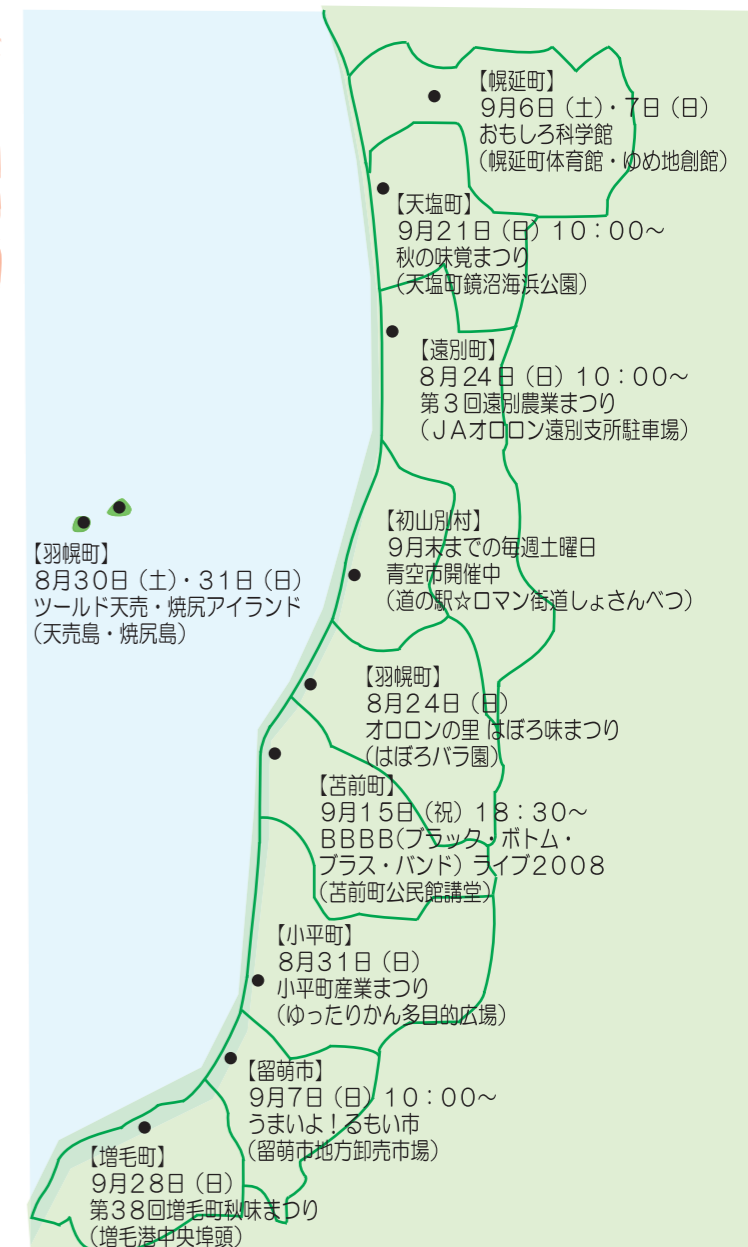 【幌延町】
９月６日（土）・７日（日）
おもしろ科学館
（幌延町体育館・ゆめ地創館）
【天塩町】
９月２１日（日）１０：００～
秋の味覚まつり
（天塩町鏡沼海浜公園）
【遠別町】
８月２４日（日）１０：００～
第３回遠別農業まつり
（ＪＡオロロン遠別支所駐車場）
【初山別村】
９月末までの毎週土曜日
青空市開催中
（道の駅☆ロマン街道しょさんべつ）
【羽幌町】
８月３０日（土）・３１日（日）
ツールド天売・焼尻アイランド
（天売島・焼尻島）
【羽幌町】
８月２４日（日）
オロロンの里 はぼろ味まつり
（はぼろバラ園）
【苫前町】
９月１５日（祝）１８：３０～
ＢＢＢＢ（ブラック・ボトム・
ブラス・バンド）ライブ２００８
（苫前町公民館講堂）
【小平町】
８月３１日（日）
小平町産業まつり
（ゆったりかん多目的広場）
【留萌市】
９月７日（日）１０：００～
うまいよ！るもい市
（留萌市地方卸売市場）
【増毛町】
９月２８日（日）
第３８回増毛町秋味まつり
（増毛港中央埠頭）